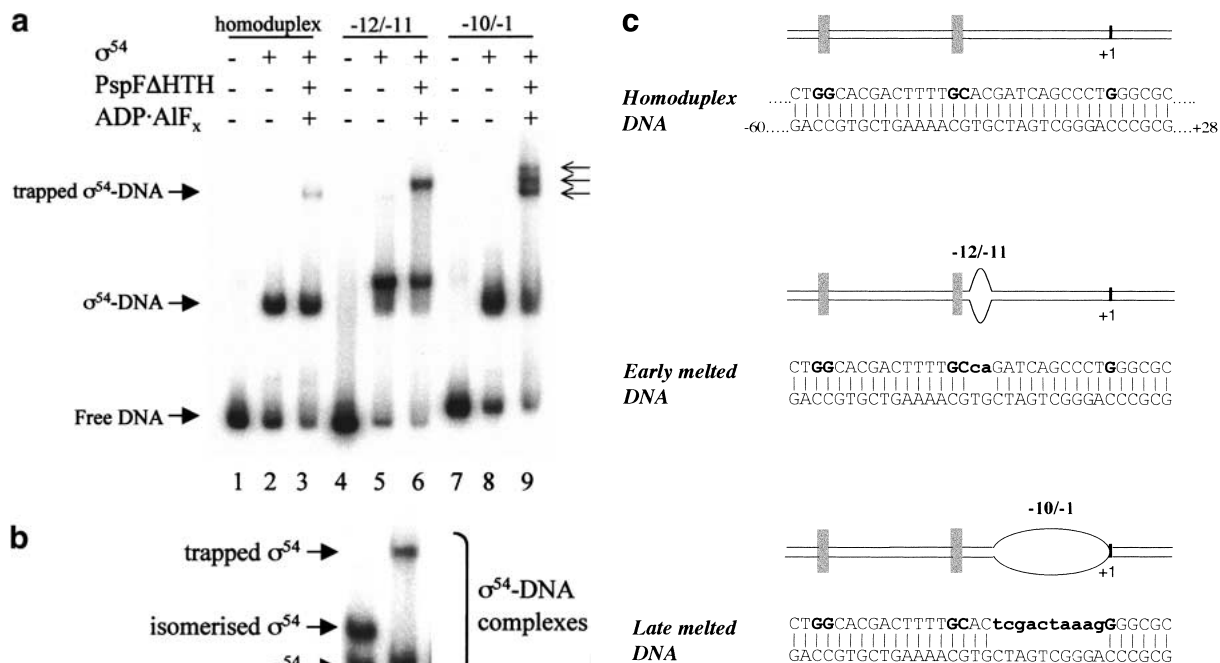 a
homoduplex -12/-11 -10/-1
σ⁵⁴ - + + - + + - + +
PspFΔHTH - - + - - + - - +
ADP·AlFₓ - - + - - + - - +
trapped σ⁵⁴-DNA
σ⁵⁴-DNA
Free DNA
1 2 3 4 5 6 7 8 9
b
trapped σ⁵⁴
isomerised σ⁵⁴
σ⁵⁴-DNA
complexes
c
+1
Homoduplex
DNA
.....CTGGCACGACTTTTGCACGATCAGCCCTGGGCGC.....
-60.....GACCGTGCTGAAAACGTGCTAGTCGGGACCCGCG....+28
-12/-11
+1
Early melted
DNA
CTGGCACGACTTTTGCcaGATCAGCCCTGGGCGC
GACCGTGCTGAAAACGTGCTAGTCGGGACCCGCG
-10/-1
+1
Late melted
DNA
CTGGCACGACTTTTGCACtcgactaaagGGGCGC
GACCGTGCTGAAAACGTGCTAGTCGGGACCCGCG